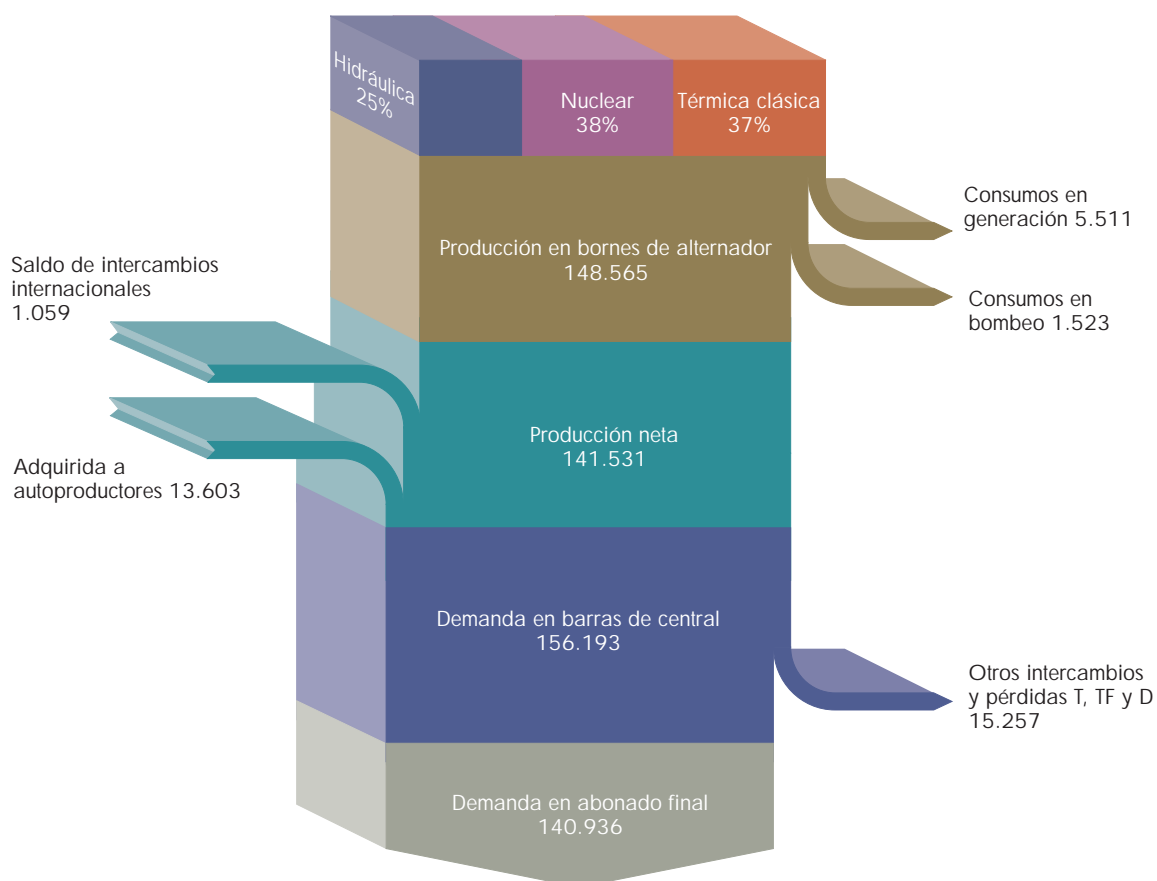 Hidráulica
25%
Nuclear
38%
Térmica clásica
37%
Producción en bornes de alternador
148.565
Consumos en
generación 5.511
Consumos en
bombeo 1.523
Saldo de intercambios
internacionales
1.059
Producción neta
141.531
Adquirida a
autoproductores 13.603
Demanda en barras de central
156.193
Otros intercambios
y pérdidas T, TF y D
15.257
Demanda en abonado final
140.936